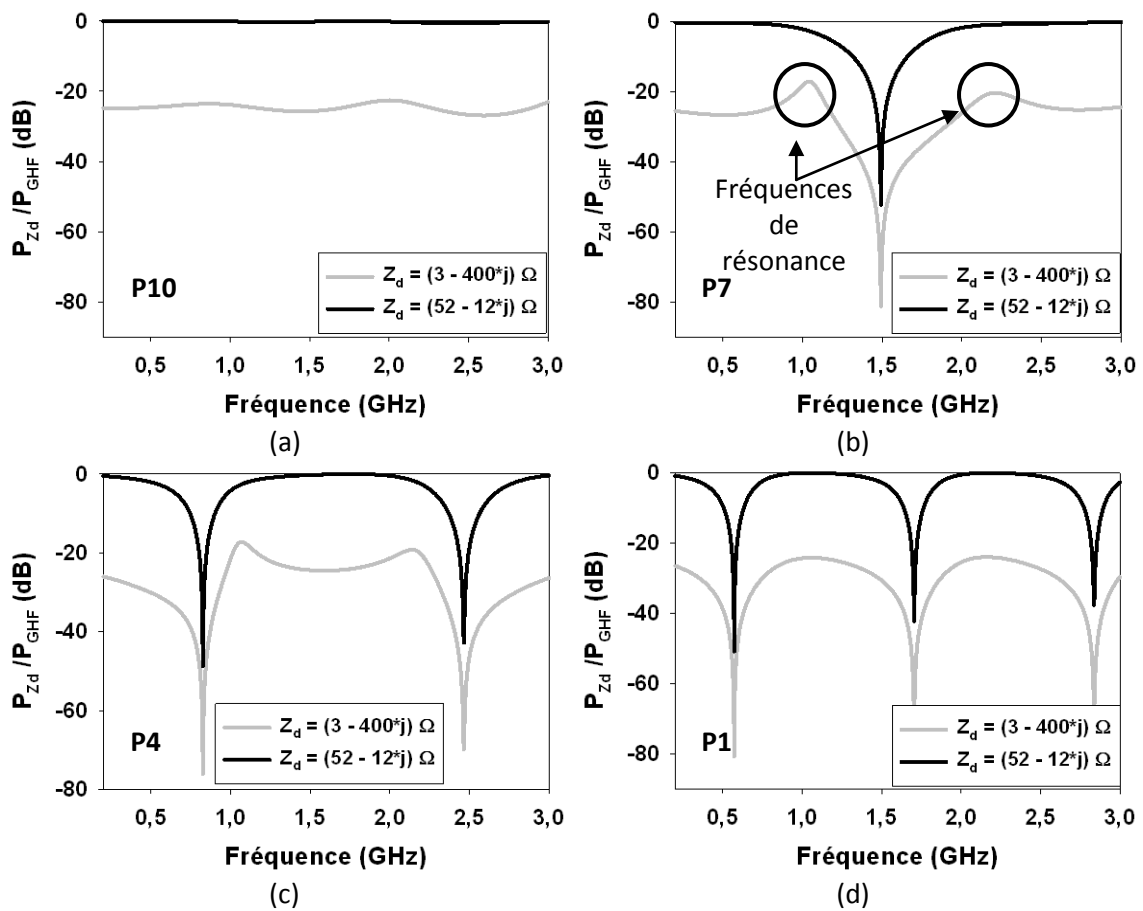 0
-20
-40
-60
-80
P_Zd /P_GHF (dB)
P10
Z_d = (3 - 400*j) Ω
Z_d = (52 - 12*j) Ω
0,5 1,0 1,5 2,0 2,5 3,0
Fréquence (GHz)
(a)
0
-20
-40
-60
-80
P_Zd /P_GHF (dB)
Fréquences
de
résonance
P7
Z_d = (3 - 400*j) Ω
Z_d = (52 - 12*j) Ω
0,5 1,0 1,5 2,0 2,5 3,0
Fréquence (GHz)
(b)
0
-20
-40
-60
-80
P_Zd /P_GHF (dB)
P4
Z_d = (3 - 400*j) Ω
Z_d = (52 - 12*j) Ω
0,5 1,0 1,5 2,0 2,5 3,0
Fréquence (GHz)
(c)
0
-20
-40
-60
-80
P_Zd /P_GHF (dB)
P1
Z_d = (3 - 400*j) Ω
Z_d = (52 - 12*j) Ω
0,5 1,0 1,5 2,0 2,5 3,0
Fréquence (GHz)
(d)